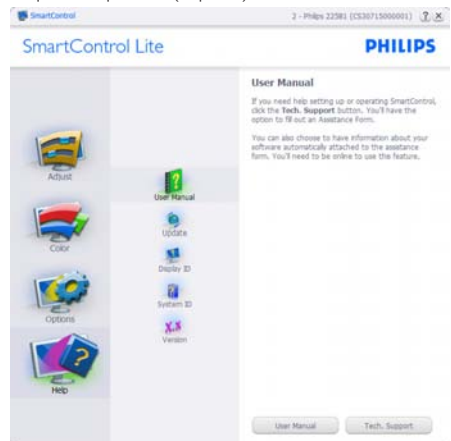 SmartControl
2 - Philips 225B1 (CS30715000001)
? X
SmartControl Lite
PHILIPS
User Manual
If you need help setting up or operating SmartControl,
click the Tech. Support button. You'll have the
option to fill out an Assistance Form.
You can also choose to have information about your
software automatically attached to the assistance
form. You'll need to be online to use the feature.
Adjust
Color
Options
Help
User Manual
Update
Display ID
System ID
X.x
Version
User Manual
Tech. Support